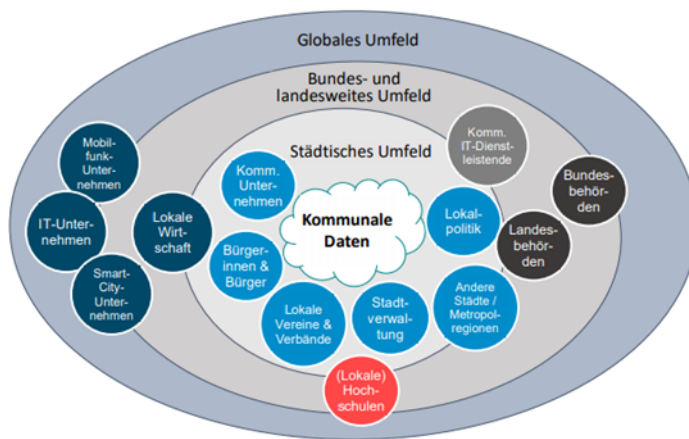 Globales Umfeld
Bundes- und
landesweites Umfeld
Städtisches Umfeld
Kommunale
Daten
Mobil-
funk-
Unter-
nehmen
IT-Unter-
nehmen
Smart-
City-
Unter-
nehmen
Lokale
Wirt-
schaft
Komm.
Unter-
nehmen
Bürger-
innen &
Bürger
Lokale
Vereine &
Verbände
Stadt-
verwal-
tung
(Lokale)
Hoch-
schulen
Andere
Städte /
Metropol-
regionen
Lokal-
politik
Komm.
IT-Dienst-
leistende
Landes-
behör-
den
Bundes-
behör-
den